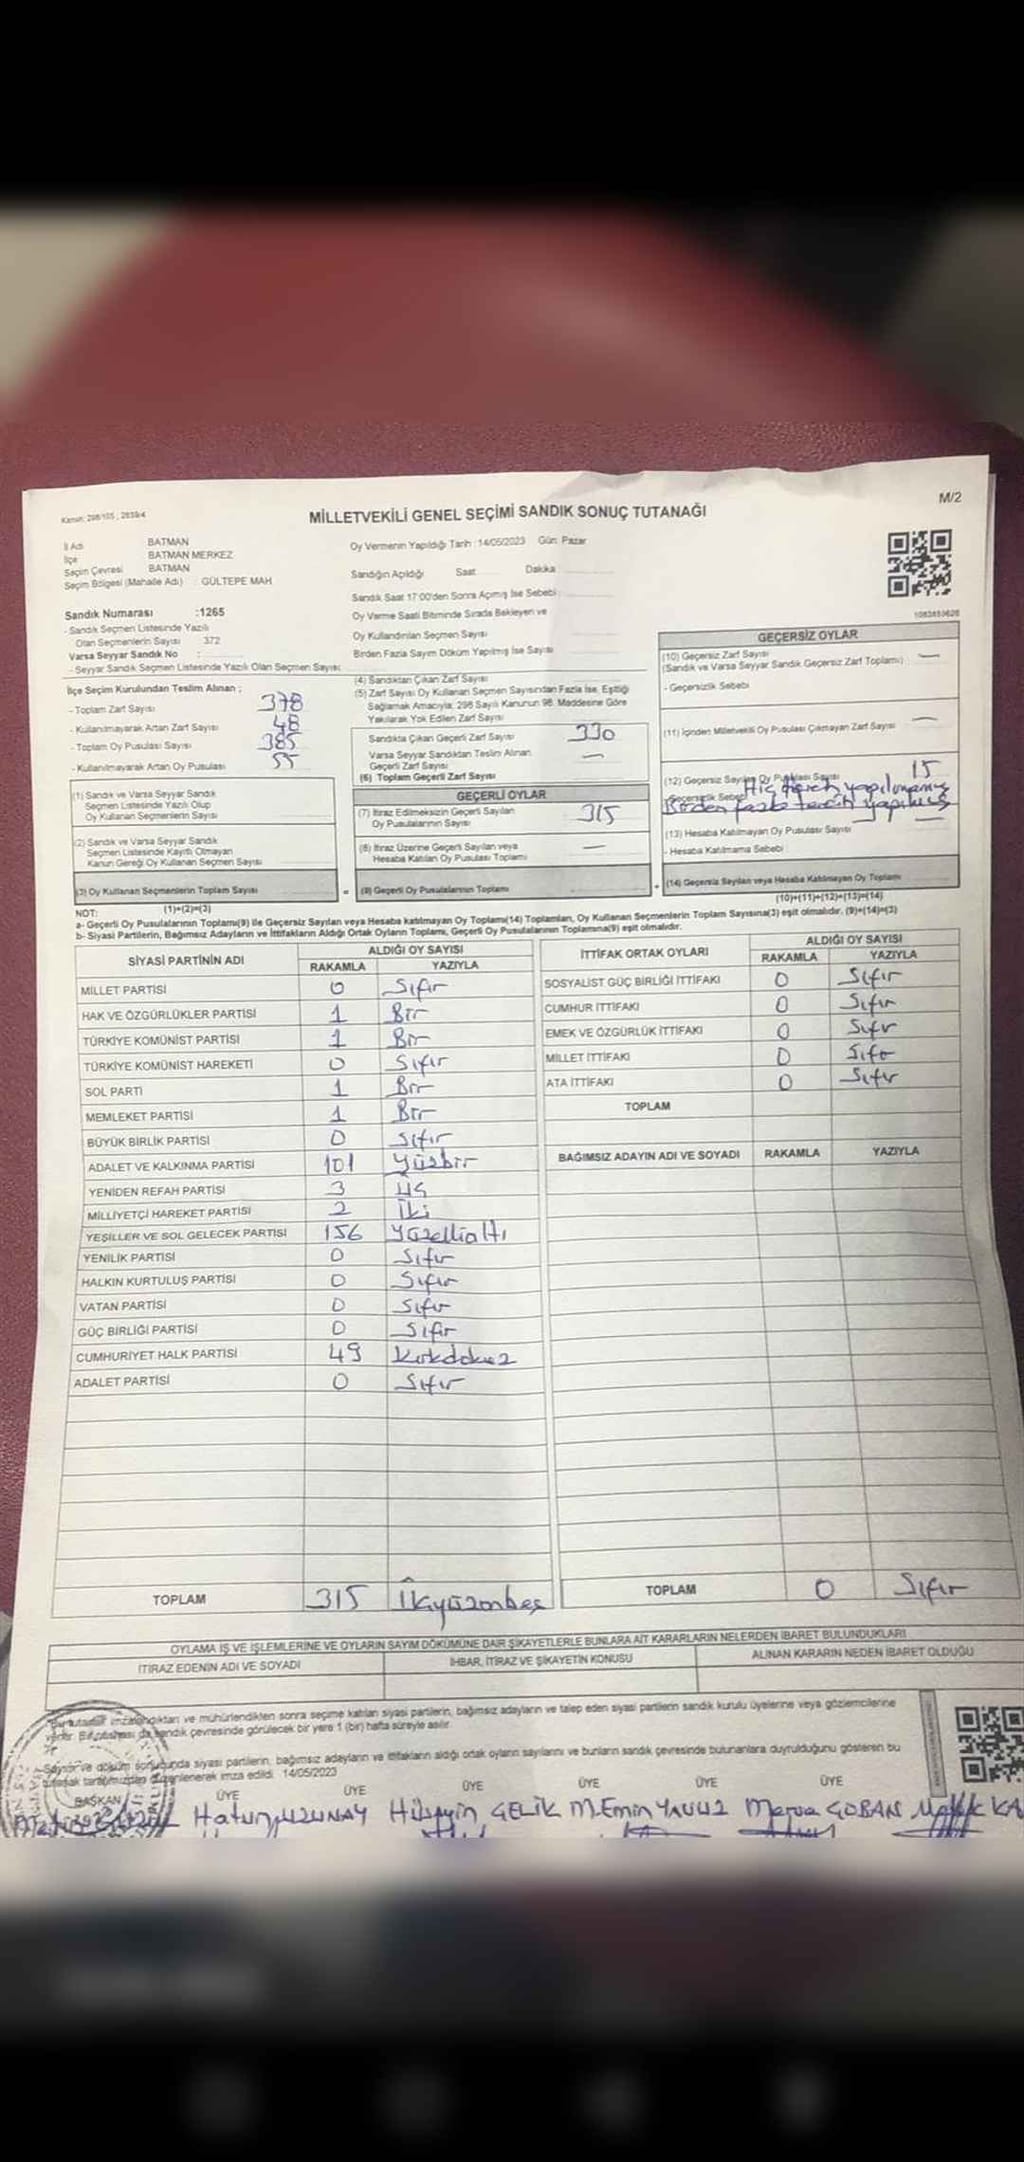 Kanun: 298/105 ; 2839/4
M/2
MİLLETVEKİLİ GENEL SEÇİMİ SANDIK SONUÇ TUTANAĞI
İl Adı BATMAN
İlçe BATMAN MERKEZ
Seçim Çevresi BATMAN
Seçim Bölgesi (Mahalle Adı) GÜLTEPE MAH
Sandık Numarası :1265
- Sandık Seçmen Listesinde Yazılı
Olan Seçmenlerin Sayısı 372
Varsa Seyyar Sandık No :
- Seyyar Sandık Seçmen Listesinde Yazılı Olan Seçmen Sayısı:
Oy Vermenin Yapıldığı Tarih :14/05/2023 Gün: Pazar
Sandığın Açıldığı Saat Dakika
Sandık Saat 17:00'den Sonra Açılmış İse Sebebi
Oy Verme Saati Bitiminde Sırada Bekleyen ve
Oy Kullandırılan Seçmen Sayısı
Birden Fazla Sayım Döküm Yapılmış İse Sayısı
İlçe Seçim Kurulundan Teslim Alınan ;
- Toplam Zarf Sayısı 378
- Kullanılmayarak Artan Zarf Sayısı 48
- Toplam Oy Pusulası Sayısı 385
- Kullanılmayarak Artan Oy Pusulası 55
(1) Sandık ve Varsa Seyyar Sandık
Seçmen Listesinde Yazılı Olup
Oy Kullanan Seçmenlerin Sayısı
(2) Sandık ve Varsa Seyyar Sandık
Seçmen Listesinde Kayıtlı Olmayan
Kanun Gereği Oy Kullanan Seçmen Sayısı
(3) Oy Kullanan Seçmenlerin Toplam Sayısı
(1)+(2)=(3)
(4) Sandıktan Çıkan Zarf Sayısı
(5) Zarf Sayısı Oy Kullanan Seçmen Sayısından Fazla İse, Eşitliği
Sağlamak Amacıyla; 298 Sayılı Kanunun 98. Maddesine Göre
Yakılarak Yok Edilen Zarf Sayısı
Sandıkta Çıkan Geçerli Zarf Sayısı 330
Varsa Seyyar Sandıktan Teslim Alınan
Geçerli Zarf Sayısı —
(6) Toplam Geçerli Zarf Sayısı
GEÇERLİ OYLAR
(7) İtiraz Edilmeksizin Geçerli Sayılan
Oy Pusulalarının Sayısı 315
(8) İtiraz Üzerine Geçerli Sayılan veya
Hesaba Katılan Oy Pusulası Toplamı —
= (9) Geçerli Oy Pusulalarının Toplamı
1083810626
GEÇERSİZ OYLAR
(10) Geçersiz Zarf Sayısı —
(Sandık ve Varsa Seyyar Sandık Geçersiz Zarf Toplamı)
- Geçersizlik Sebebi
(11) İçinden Milletvekili Oy Pusulası Çıkmayan Zarf Sayısı —
(12) Geçersiz Sayılan Oy Pusulası Sayısı 15
Geçersizlik Sebebi Hiç tercih yapılmamış
Birden fazla tercih yapılmış
(13) Hesaba Katılmayan Oy Pusulası Sayısı —
- Hesaba Katılmama Sebebi
+ (14) Geçersiz Sayılan veya Hesaba Katılmayan Oy Toplamı
(10)+(11)+(12)+(13)=(14)
NOT:
a- Geçerli Oy Pusulalarının Toplamı(9) ile Geçersiz Sayılan veya Hesaba katılmayan Oy Toplamı(14) Toplamları, Oy Kullanan Seçmenlerin Toplam Sayısına(3) eşit olmalıdır. (9)+(14)=(3)
b- Siyasi Partilerin, Bağımsız Adayların ve İttifakların Aldığı Ortak Oyların Toplamı, Geçerli Oy Pusulalarının Toplamına(9) eşit olmalıdır.
SİYASİ PARTİNİN ADI ALDIĞI OY SAYISI
RAKAMLA YAZIYLA
MİLLET PARTİSİ 0 Sıfır
HAK VE ÖZGÜRLÜKLER PARTİSİ 1 Bir
TÜRKİYE KOMÜNİST PARTİSİ 1 Bir
TÜRKİYE KOMÜNİST HAREKETİ 0 Sıfır
SOL PARTİ 1 Bir
MEMLEKET PARTİSİ 1 Bir
BÜYÜK BİRLİK PARTİSİ 0 Sıfır
ADALET VE KALKINMA PARTİSİ 101 Yüzbir
YENİDEN REFAH PARTİSİ 3 Üç
MİLLİYETÇİ HAREKET PARTİSİ 2 İki
YEŞİLLER VE SOL GELECEK PARTİSİ 156 Yüzellialtı
YENİLİK PARTİSİ 0 Sıfır
HALKIN KURTULUŞ PARTİSİ 0 Sıfır
VATAN PARTİSİ 0 Sıfır
GÜÇ BİRLİĞİ PARTİSİ 0 Sıfır
CUMHURİYET HALK PARTİSİ 49 Kırkdokuz
ADALET PARTİSİ 0 Sıfır
TOPLAM 315 İkiyüzonbeş
İTTİFAK ORTAK OYLARI ALDIĞI OY SAYISI
RAKAMLA YAZIYLA
SOSYALİST GÜÇ BİRLİĞİ İTTİFAKI 0 Sıfır
CUMHUR İTTİFAKI 0 Sıfır
EMEK VE ÖZGÜRLÜK İTTİFAKI 0 Sıfır
MİLLET İTTİFAKI 0 Sıfır
ATA İTTİFAKI 0 Sıfır
TOPLAM
BAĞIMSIZ ADAYIN ADI VE SOYADI RAKAMLA YAZIYLA
TOPLAM 0 Sıfır
OYLAMA İŞ VE İŞLEMLERİNE VE OYLARIN SAYIM DÖKÜMÜNE DAİR ŞİKAYETLERLE BUNLARA AİT KARARLARIN NELERDEN İBARET BULUNDUKLARI
İTİRAZ EDENİN ADI VE SOYADI İHBAR, İTİRAZ VE ŞİKAYETİN KONUSU ALINAN KARARIN NEDEN İBARET OLDUĞU
imzalandıktan ve mühürlendikten sonra seçime katılan siyasi partilerin, bağımsız adayların ve talep eden siyasi partilerin sandık kurulu üyelerine veya gözlemcilerine
sandık çevresinde görülecek bir yere 1 (bir) hafta süreyle asılır.
Sayım ve döküm sonucunda siyasi partilerin, bağımsız adayların ve ittifakların aldığı ortak oyların sayılarını ve bunların sandık çevresinde bulunanlara duyrulduğunu gösteren bu
tutanak tarafımızdan düzenlenerek imza edildi. 14/05/2023
BAŞKAN ÜYE ÜYE ÜYE ÜYE ÜYE
Hatun UZUNAY Hüseyin ÇELİK M.Emin YAVUZ Merve ÇOBAN